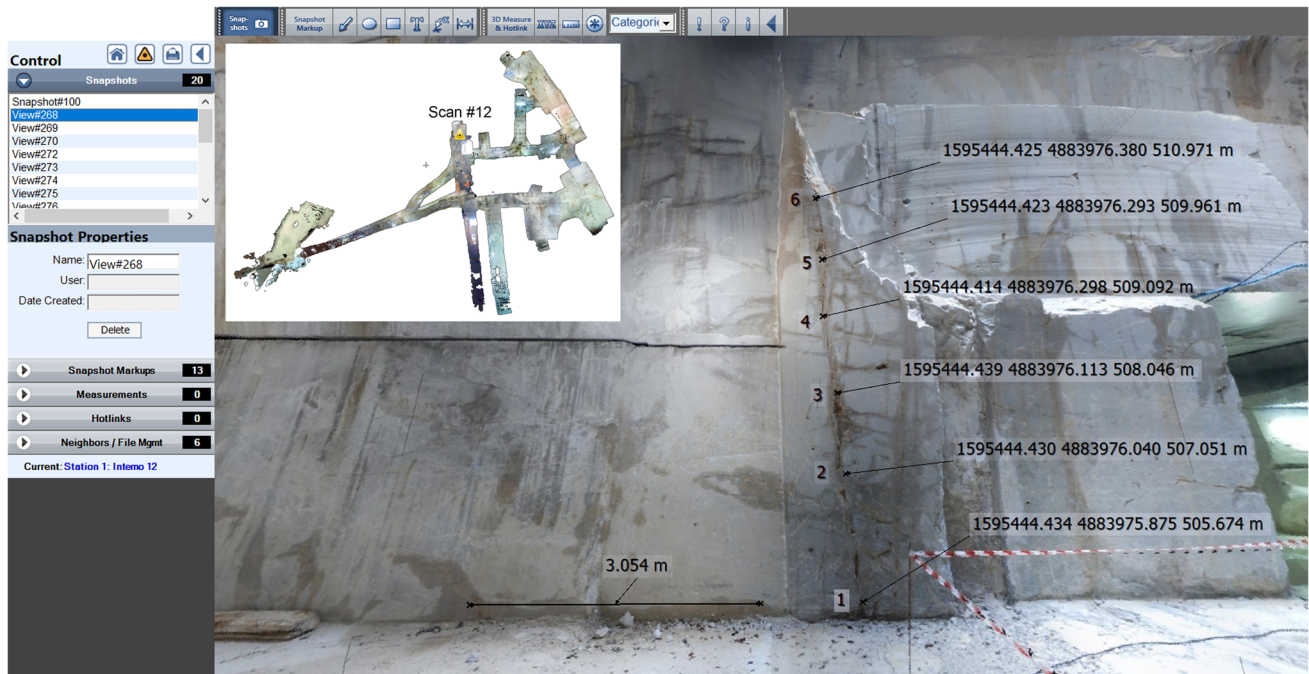 Snap-
shots
Snapshot
Markup
3D Measure
& Hotlink
XYZ
Categorie
Control
Snapshots 20
Snapshot#100
View#268
View#269
View#270
View#272
View#273
View#274
View#275
View#276
Snapshot Properties
Name: View#268
User:
Date Created:
Delete
Snapshot Markups 13
Measurements 0
Hotlinks 0
Neighbors / File Mgmt 6
Current: Station 1: Interno 12
Scan #12
1595444.425 4883976.380 510.971 m
6
1595444.423 4883976.293 509.961 m
5
1595444.414 4883976.298 509.092 m
4
1595444.439 4883976.113 508.046 m
3
1595444.430 4883976.040 507.051 m
2
1595444.434 4883975.875 505.674 m
1
3.054 m